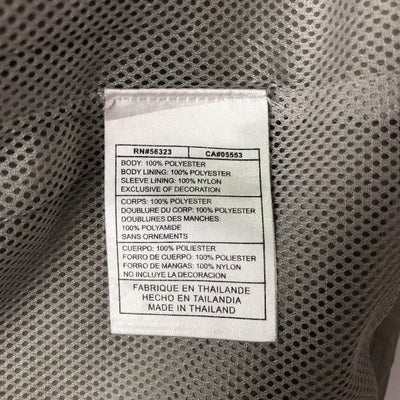 RN#56323 CA#05553
BODY: 100% POLYESTER
BODY LINING: 100% POLYESTER
SLEEVE LINING: 100% NYLON
EXCLUSIVE OF DECORATION
CORPS: 100% POLYESTER
DOUBLURE DU CORP: 100% POLYESTER
DOUBLURES DES MANCHES:
100% POLYAMIDE
SANS ORNEMENTS
CUERPO: 100% POLIESTER
FORRO DE CUERPO: 100% POLIESTER
FORRO DE MANGAS: 100% NYLON
NO INCLUYE LA DECORACION
FABRIQUE EN THAILANDE
HECHO EN TAILANDIA
MADE IN THAILAND